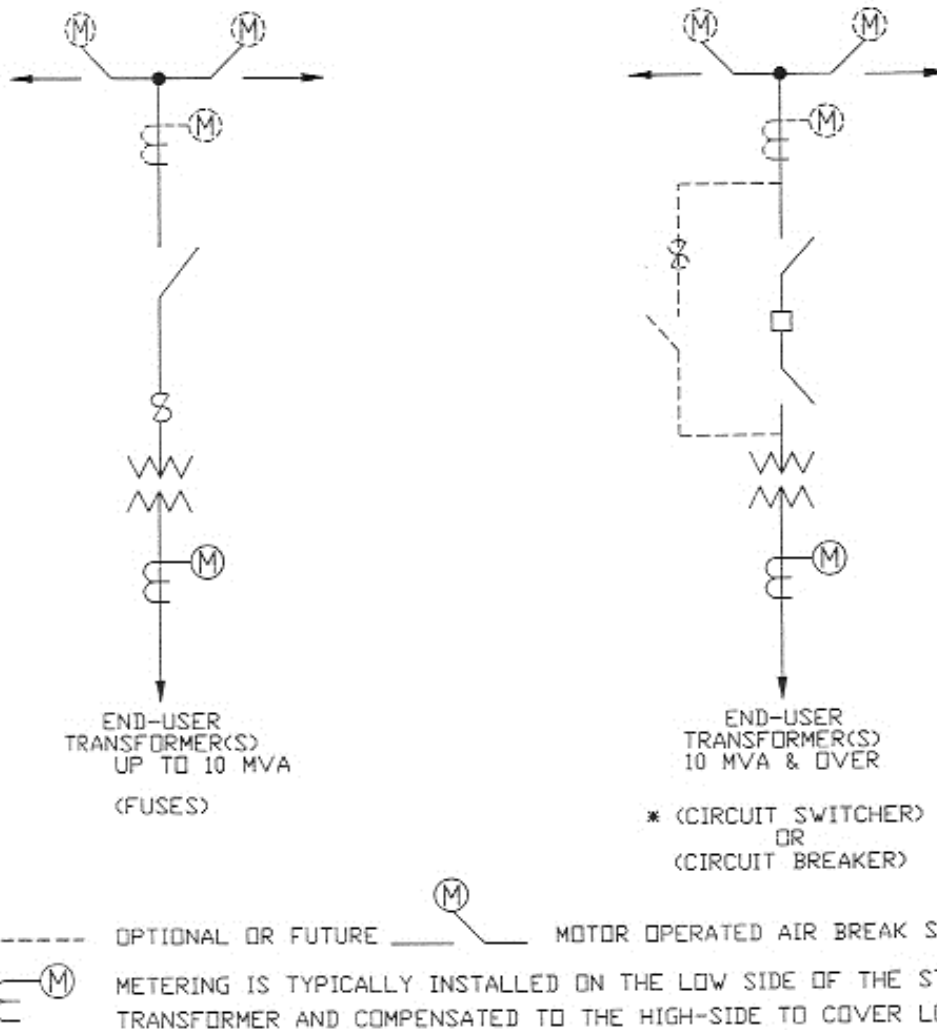 M M
M
M
END-USER
TRANSFORMER(S)
UP TO 10 MVA
(FUSES)
M M
M
M
END-USER
TRANSFORMER(S)
10 MVA & OVER
* (CIRCUIT SWITCHER)
OR
(CIRCUIT BREAKER)
M
OPTIONAL OR FUTURE MOTOR OPERATED AIR BREAK S
M METERING IS TYPICALLY INSTALLED ON THE LOW SIDE OF THE
TRANSFORMER AND COMPENSATED TO THE HIGH-SIDE TO COVER